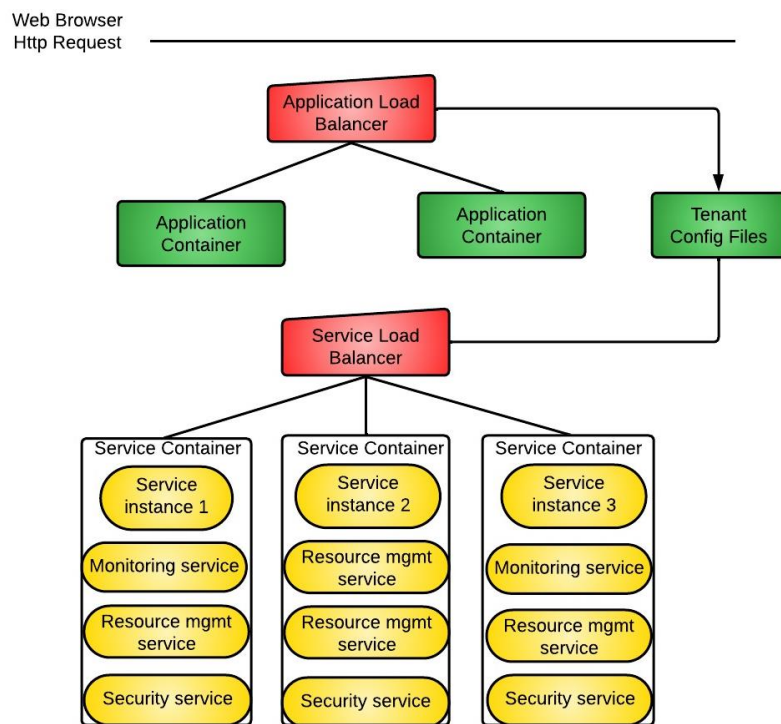 Web Browser
Http Request
Application Load
Balancer
Application
Container
Application
Container
Tenant
Config Files
Service Load
Balancer
Service Container
Service
instance 1
Monitoring service
Resource mgmt
service
Security service
Service Container
Service
instance 2
Resource mgmt
service
Resource mgmt
service
Security service
Service Container
Service
instance 3
Monitoring service
Resource mgmt
service
Security service